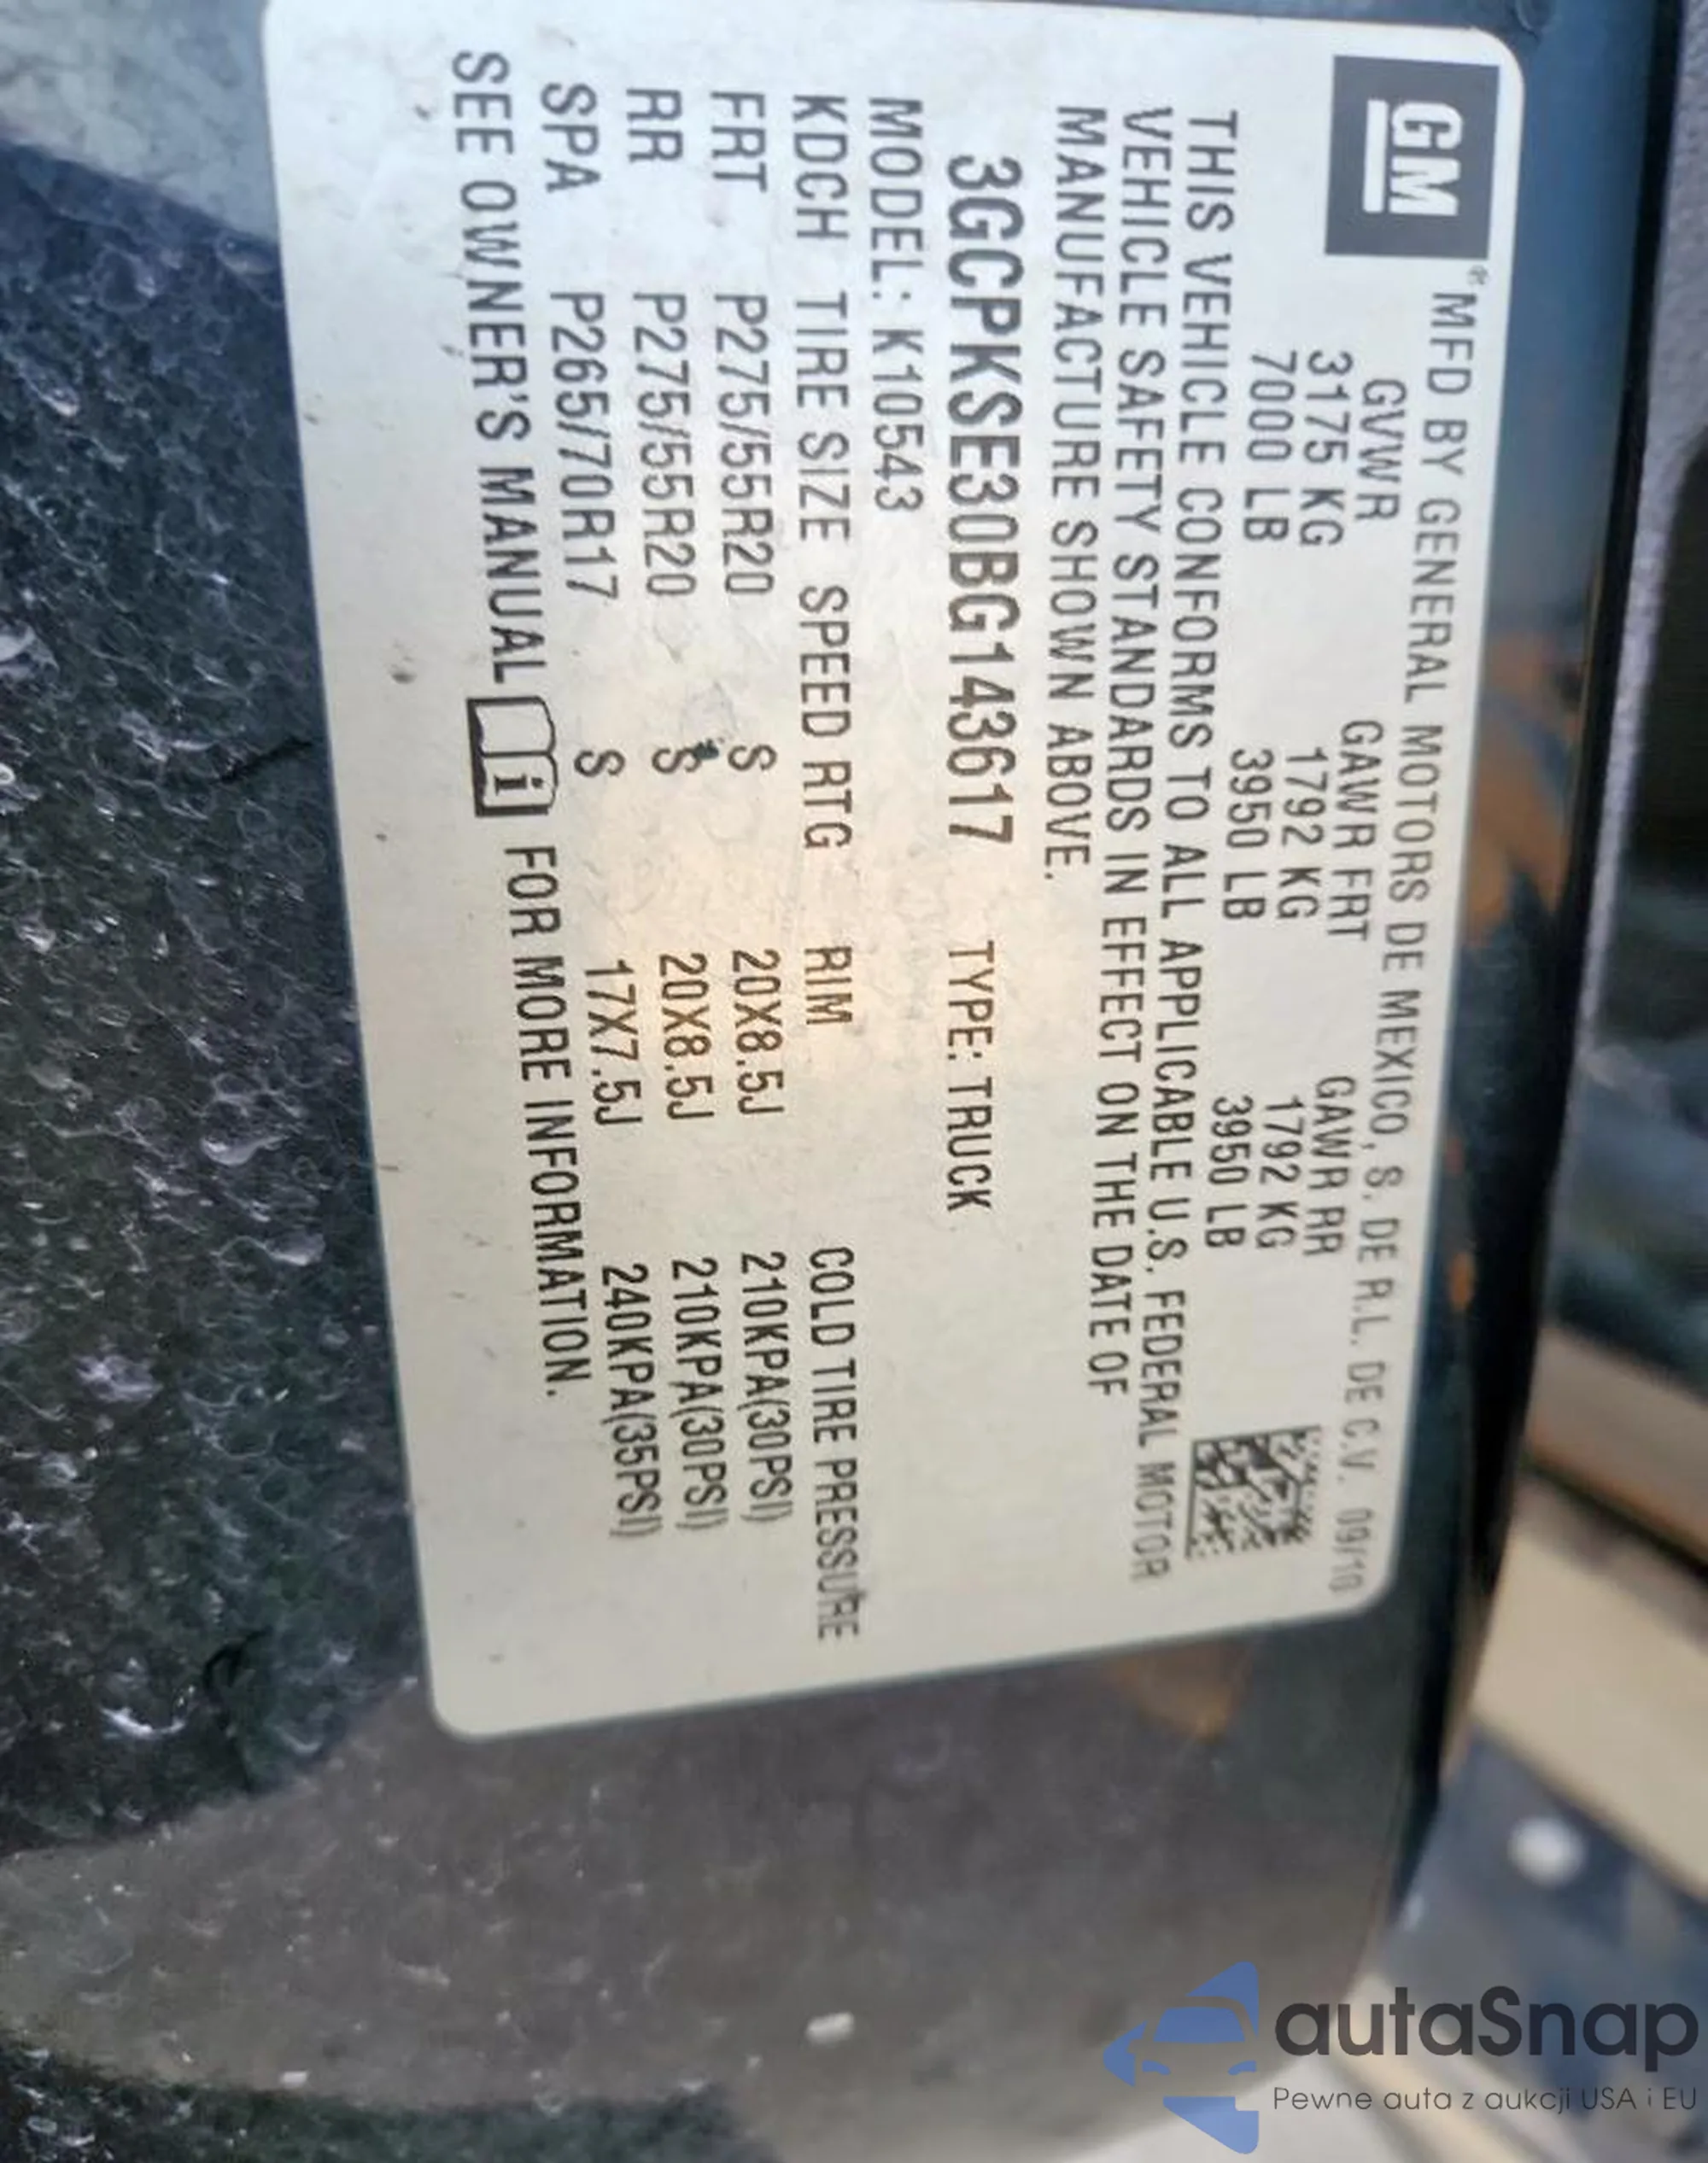 GM® MFD BY GENERAL MOTORS DE MEXICO, S. DE R.L. DE C.V. 09/10
GVWR GAWR FRT GAWR RR
3175 KG 1792 KG 1792 KG
7000 LB 3950 LB 3950 LB
THIS VEHICLE CONFORMS TO ALL APPLICABLE U.S. FEDERAL MOTOR
VEHICLE SAFETY STANDARDS IN EFFECT ON THE DATE OF
MANUFACTURE SHOWN ABOVE.
3GCPKSE30BG143617 TYPE: TRUCK
MODEL: K10543
KDCH TIRE SIZE SPEED RTG RIM COLD TIRE PRESSURE
FRT P275/55R20 S 20X8.5J 210KPA(30PSI)
RR P275/55R20 S 20X8.5J 210KPA(30PSI)
SPA P265/70R17 S 17X7.5J 240KPA(35PSI)
SEE OWNER'S MANUAL i FOR MORE INFORMATION.
autaSnap
Pewne auta z aukcji USA i EU